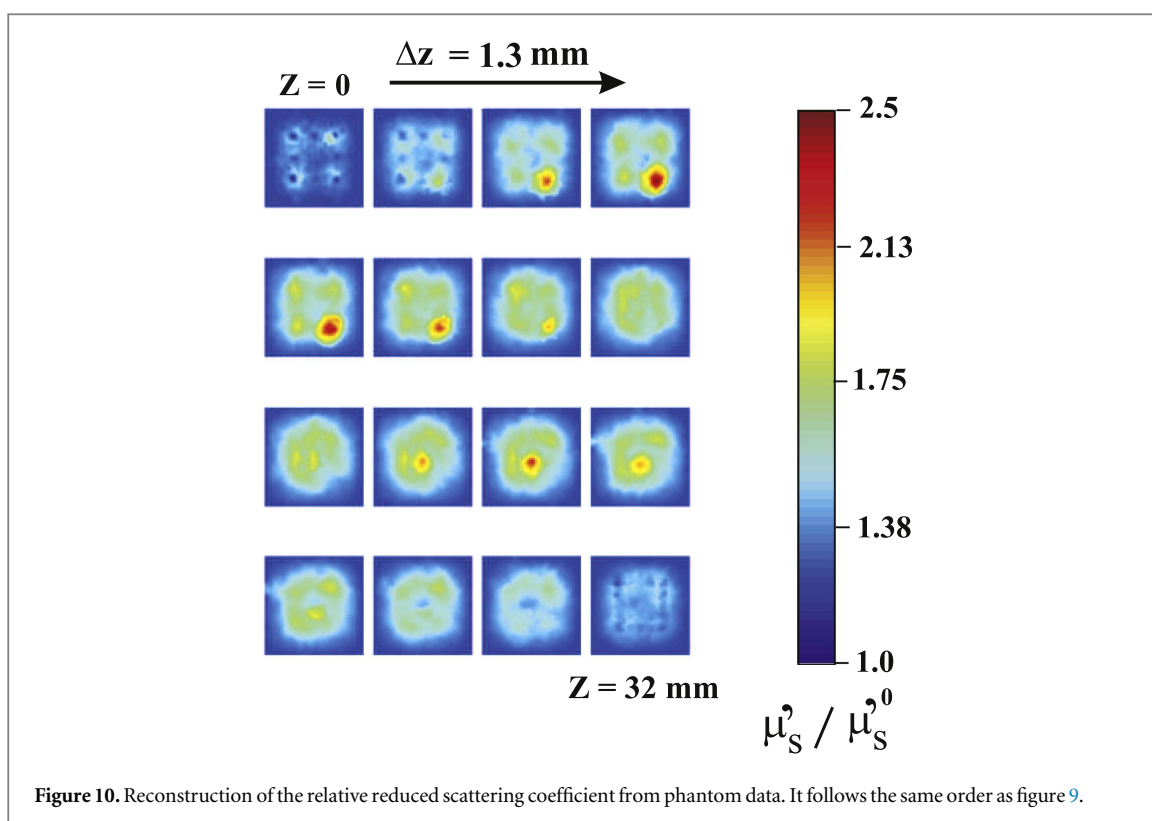 Δz = 1.3 mm
Z = 0
2.5
2.13
1.75
1.38
1.0
Z = 32 mm
μ's / μ's⁰
Figure 10. Reconstruction of the relative reduced scattering coefficient from phantom data. It follows the same order as figure 9.